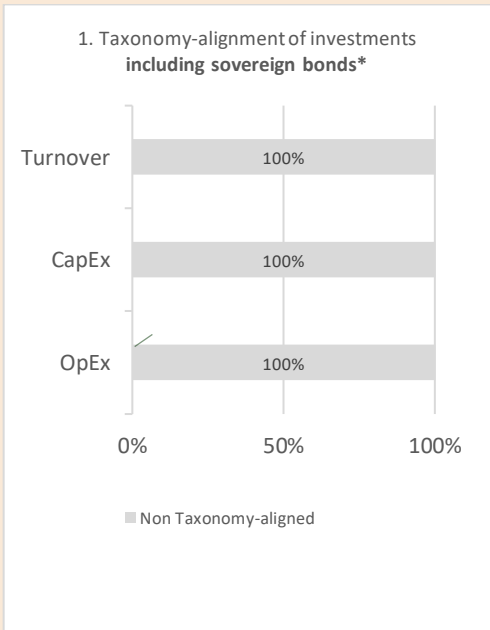 1. Taxonomy-alignment of investments
including sovereign bonds*
Turnover
100%
CapEx
100%
OpEx
100%
0% 50% 100%
Non Taxonomy-aligned